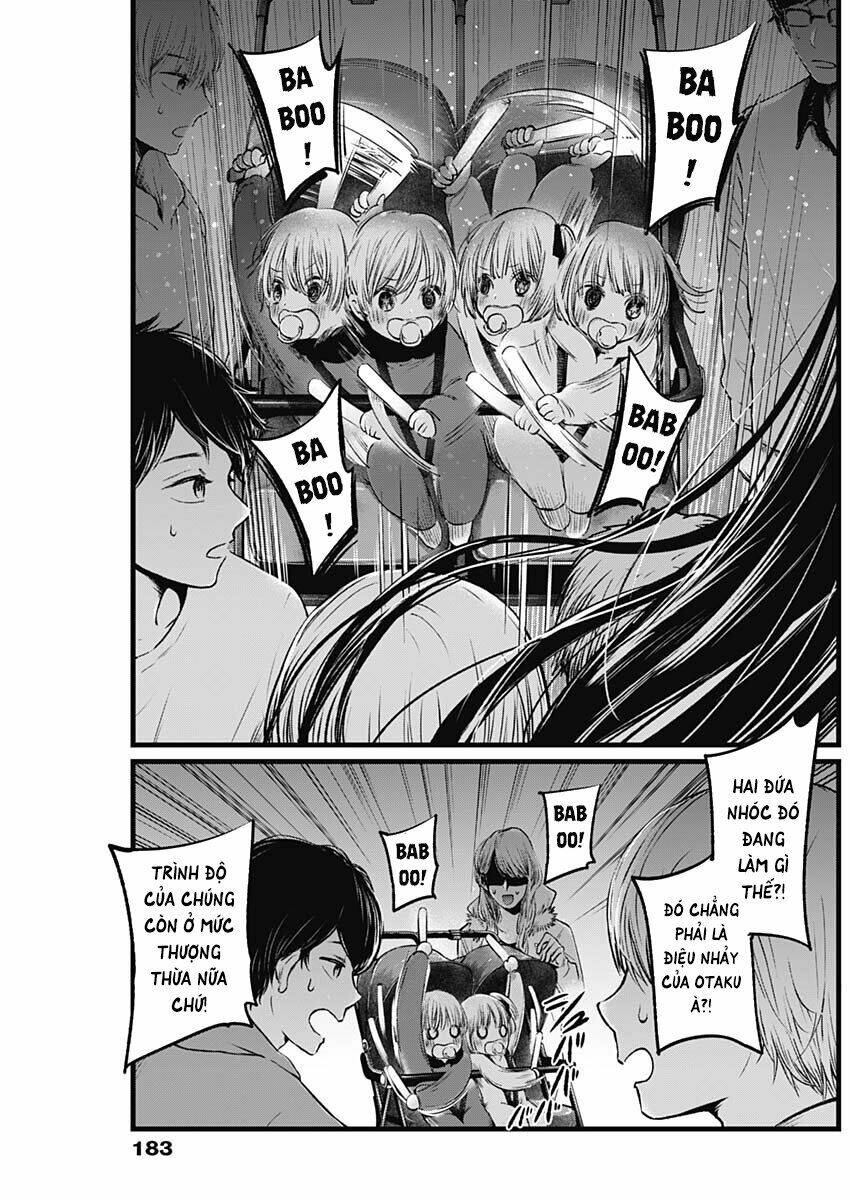 BA
BOO
!
BA
BOO
!
BAB
OO!
BA
BOO
!
HAI ĐỨA
NHÓC ĐÓ
ĐANG
LÀM GÌ
THẾ?!
ĐÓ CHẲNG
PHẢI LÀ
ĐIỆU NHẢY
CỦA OTAKU
À?!
BAB
OO!
BAB
OO!
TRÌNH ĐỘ
CỦA CHÚNG
CÒN Ở MỨC
THƯỢNG
THỪA NỮA
CHỨ!
183